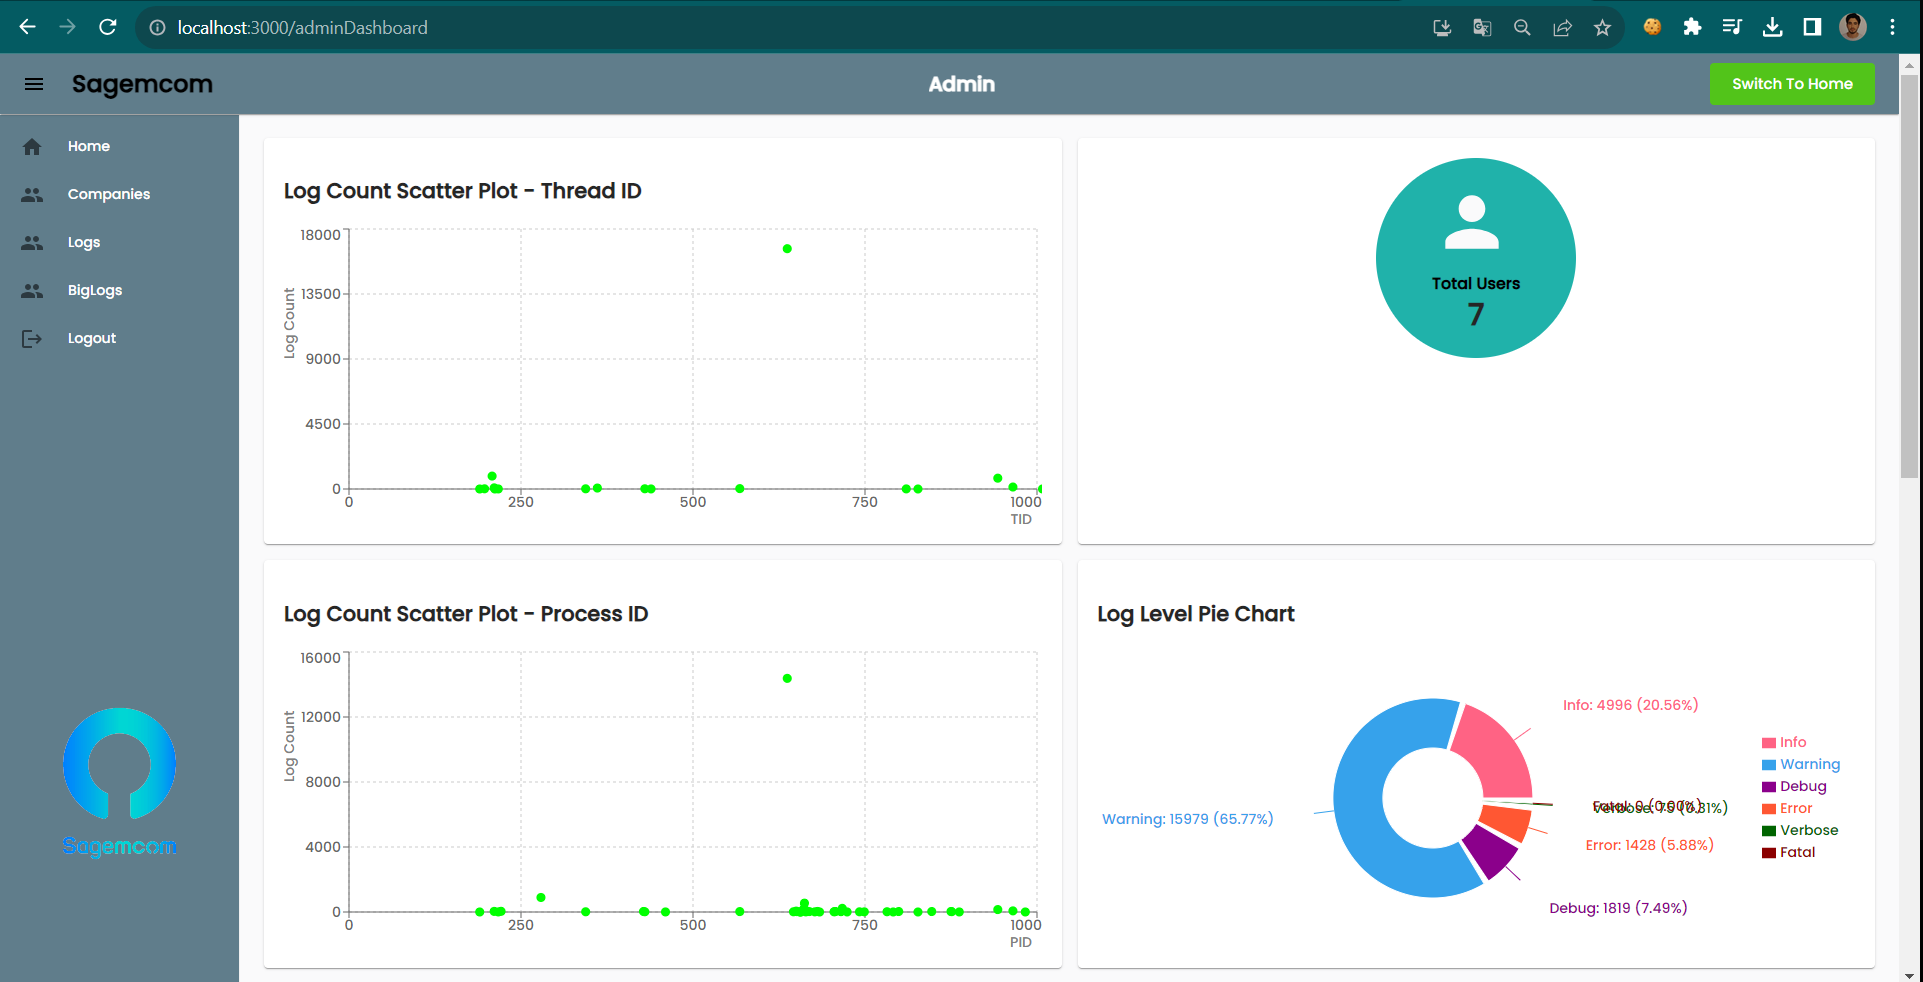 localhost:3000/adminDashboard
Sagemcom
Admin
Switch To Home
Home
Companies
Logs
BigLogs
Logout
Sagemcom
Log Count Scatter Plot - Thread ID
Log Count
18000
13500
9000
4500
0
0 250 500 750 1000
TID
Total Users
7
Log Count Scatter Plot - Process ID
Log Count
16000
12000
8000
4000
0
0 250 500 750 1000
PID
Log Level Pie Chart
Info: 4996 (20.56%)
Fatal: 0 (0.00%)
Verbose: 75 (0.31%)
Warning: 15979 (65.77%)
Error: 1428 (5.88%)
Debug: 1819 (7.49%)
Info
Warning
Debug
Error
Verbose
Fatal